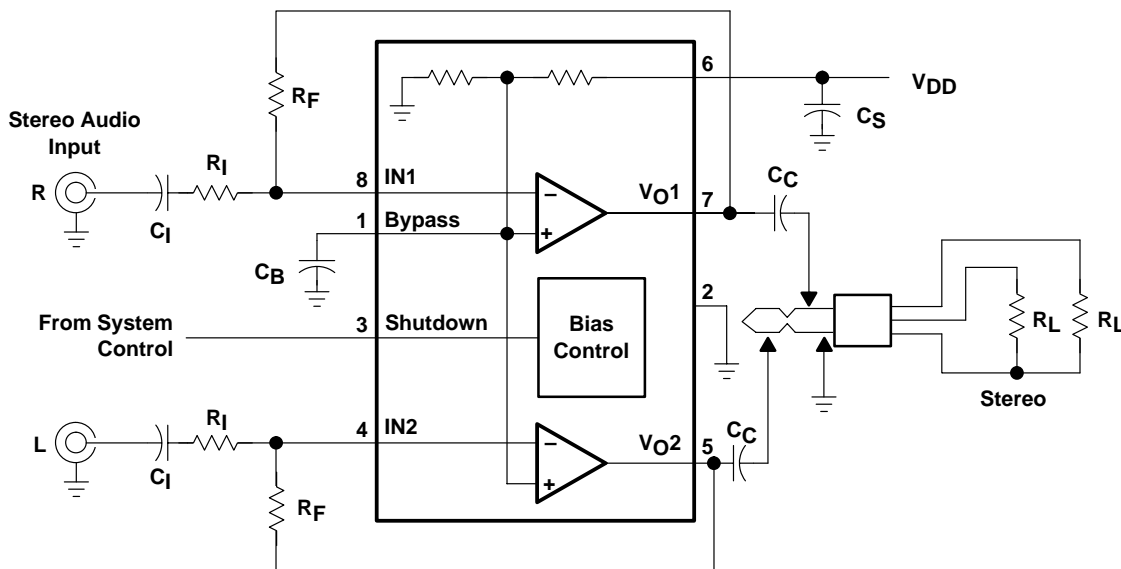 6
VDD
RF
CS
Stereo Audio
Input
RI
R
8
IN1
−
VO1
7
CC
CI
1
Bypass
+
CB
2
From System
Control
3
Shutdown
Bias
Control
RL
RL
Stereo
RI
L
4
IN2
−
VO2
5
CC
CI
+
RF